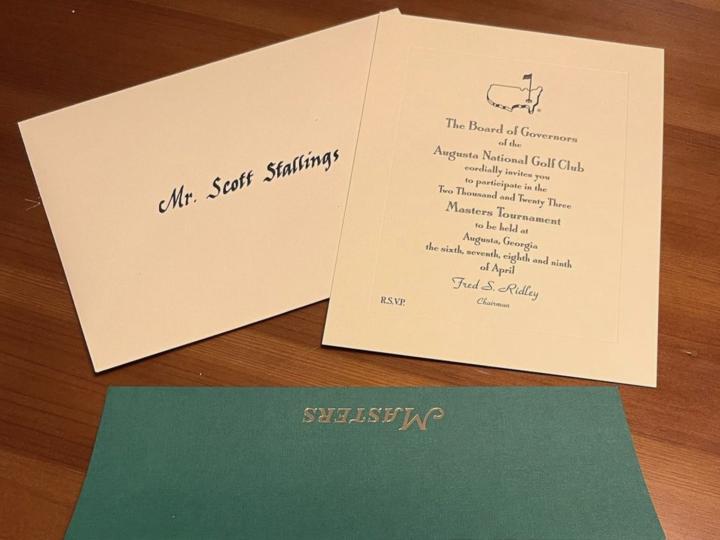 Mr. Scott Stallings
The Board of Governors
of the
Augusta National Golf Club
cordially invites you
to participate in the
Two Thousand and Twenty Three
Masters Tournament
to be held at
Augusta, Georgia
the sixth, seventh, eighth and ninth
of April
Fred S. Ridley
Chairman
R.S.V.P.
MASTERS